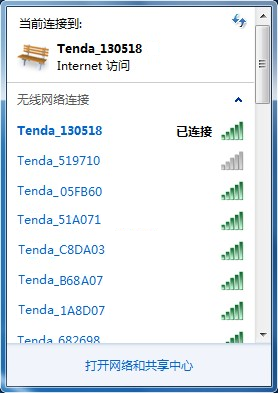 当前连接到:
Tenda_130518
Internet 访问
无线网络连接
Tenda_130518 已连接
Tenda_519710
Tenda_05FB60
Tenda_51A071
Tenda_C8DA03
Tenda_B68A07
Tenda_1A8D07
Tenda_682698
打开网络和共享中心